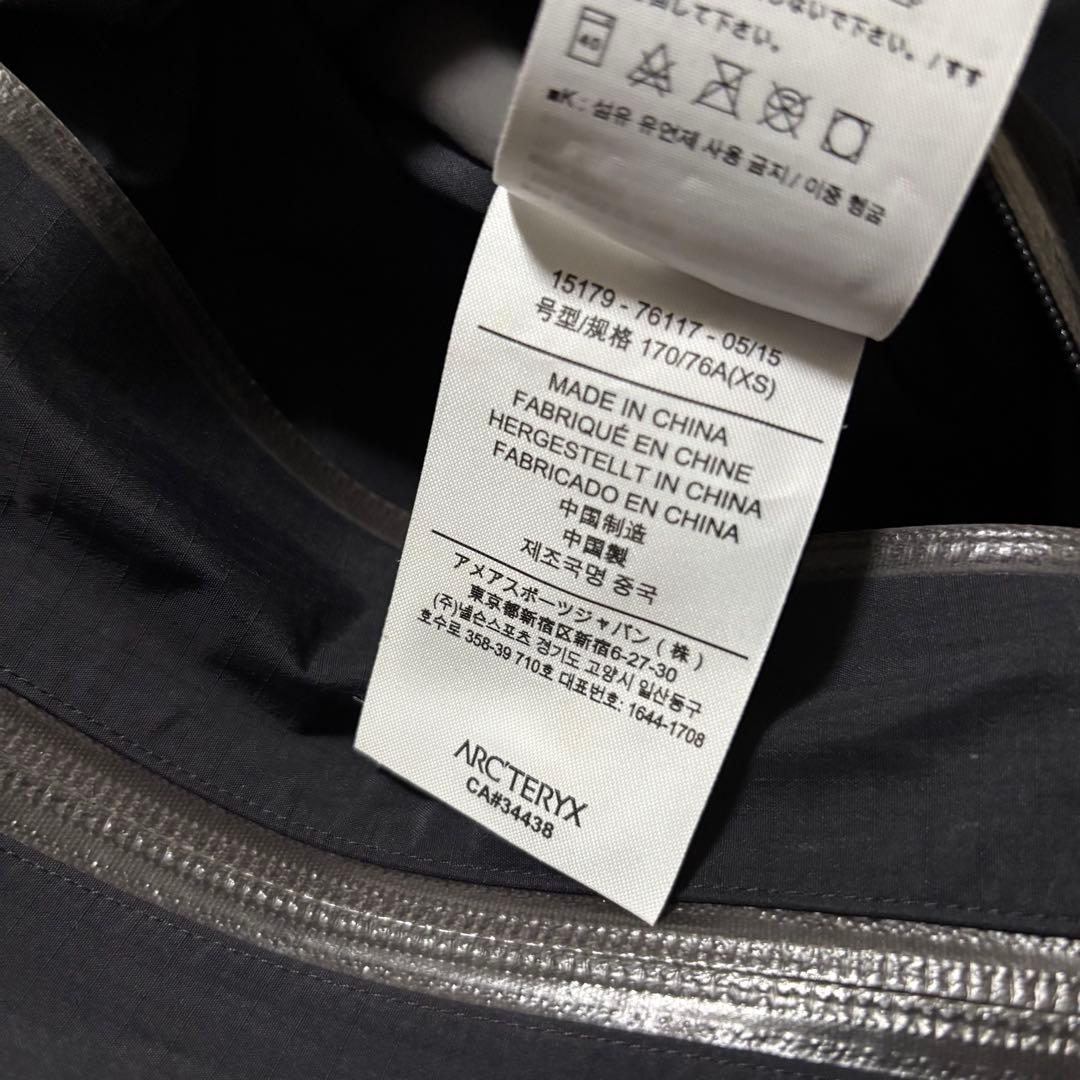 しないで下さい。/すす
回して下さい。
40
■K : 섬유 유연제 사용 금지 / 이중 헹굼
15179 - 76117 - 05/15
号型/规格 170/76A(XS)
MADE IN CHINA
FABRIQUÉ EN CHINE
HERGESTELLT IN CHINA
FABRICADO EN CHINA
中国制造
中国製
제조국명 중국
アメアスポーツジャパン(株)
東京都新宿区新宿6-27-30
(주)넬슨스포츠 경기도 고양시 일산동구
호수로 358-39 710호 대표번호: 1644-1708
ARC'TERYX
CA#34438